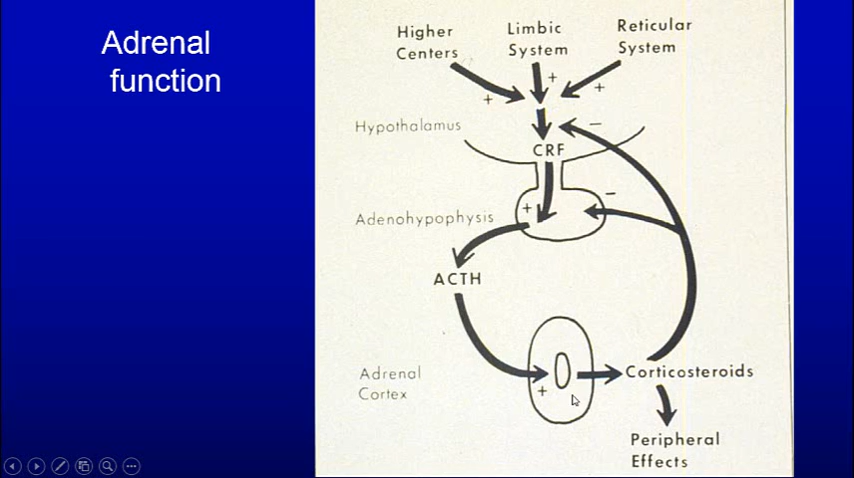 Adrenal
function
Higher
Centers
Limbic
System
Reticular
System
+
+
+
Hypothalamus
−
CRF
−
+
Adenohypophysis
ACTH
Adrenal
Cortex
+
Corticosteroids
Peripheral
Effects